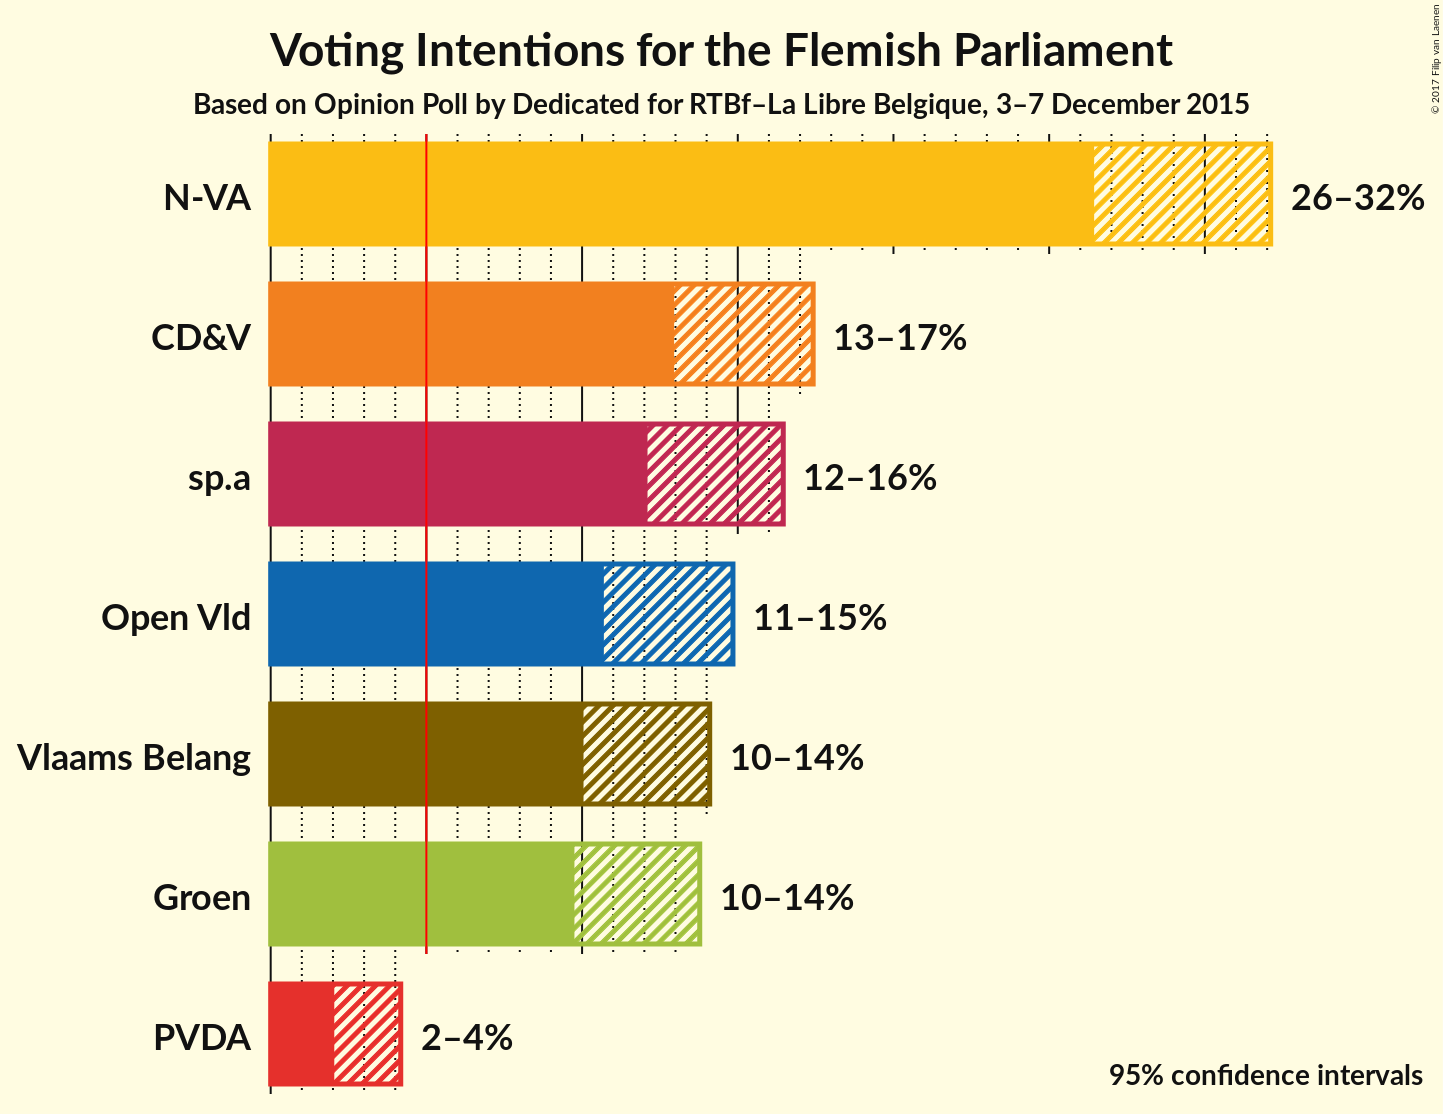 Voting Intentions for the Flemish Parliament
Based on Opinion Poll by Dedicated for RTBf–La Libre Belgique, 3–7 December 2015
© 2017 Filip van Laenen
N-VA 26–32%
CD&V 13–17%
sp.a 12–16%
Open Vld 11–15%
Vlaams Belang 10–14%
Groen 10–14%
PVDA 2–4%
95% confidence intervals